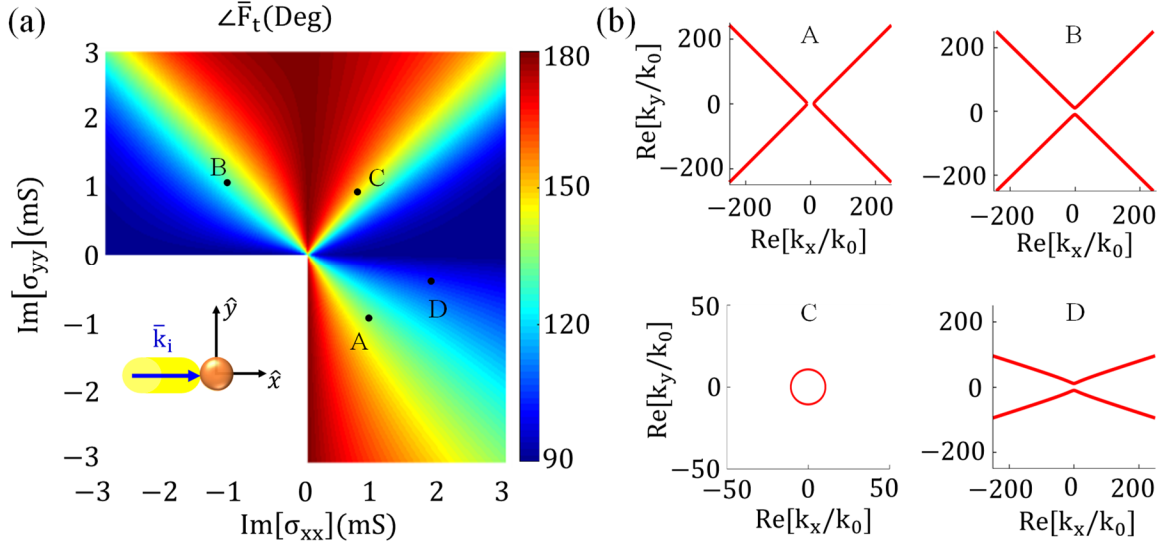 (a)
∠F̄ₜ(Deg)
3
2
1
0
−1
−2
−3
Im[σyy](mS)
−3
−2
−1
0
1
2
3
Im[σxx](mS)
B
C
D
A
k̄ᵢ
ŷ
x̂
180
150
120
90
(b)
A
200
0
−200
Re[ky/k0]
−200
0
200
Re[kx/k0]
B
200
0
−200
−200
0
200
Re[kx/k0]
C
50
0
−50
Re[ky/k0]
−50
0
50
Re[kx/k0]
D
200
0
−200
−200
0
200
Re[kx/k0]